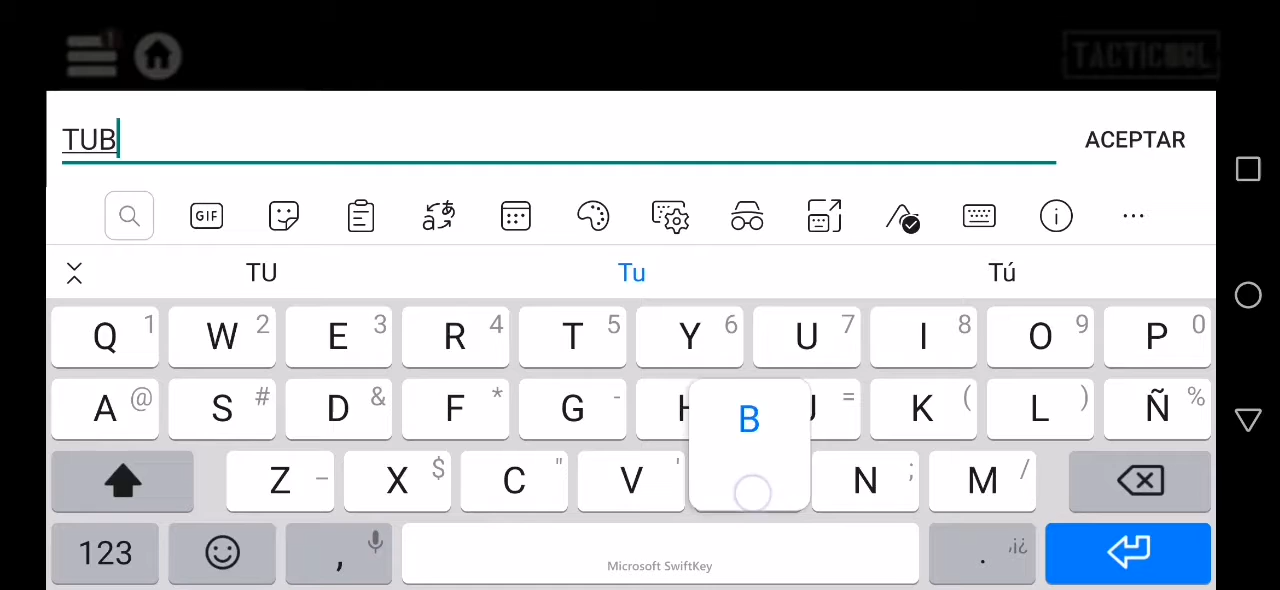 1
TACTICOOL
TUB
ACEPTAR
GIF
TU Tu Tú
Q 1 W 2 E 3 R 4 T 5 Y 6 U 7 I 8 O 9 P 0
A @ S # D & F * G - H B J = K ( L ) Ñ %
Z _ X $ C " V ' N ; M /
123 , Microsoft SwiftKey . ,i¿